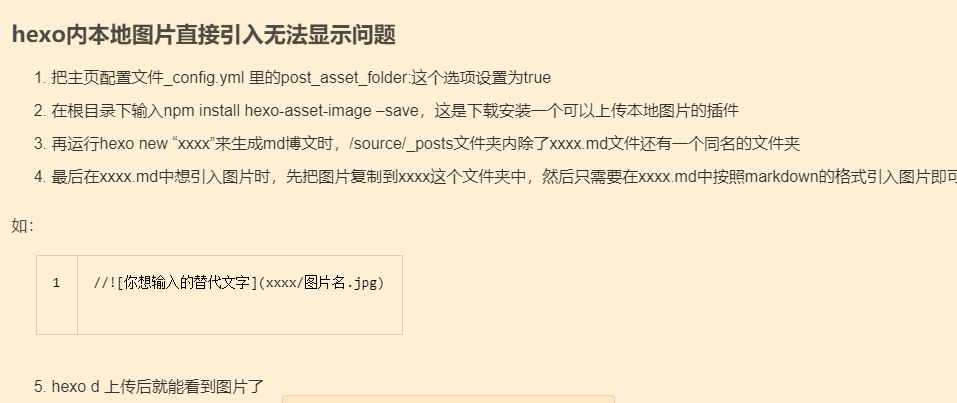 hexo内本地图片直接引入无法显示问题
1. 把主页配置文件_config.yml 里的post_asset_folder:这个选项设置为true
2. 在根目录下输入npm install hexo-asset-image –save，这是下载安装一个可以上传本地图片的插件
3. 再运行hexo new “xxxx”来生成md博文时，/source/_posts文件夹内除了xxxx.md文件还有一个同名的文件夹
4. 最后在xxxx.md中想引入图片时，先把图片复制到xxxx这个文件夹中，然后只需要在xxxx.md中按照markdown的格式引入图片即可
如：
1 //![你想输入的替代文字](xxxx/图片名.jpg)
5. hexo d 上传后就能看到图片了